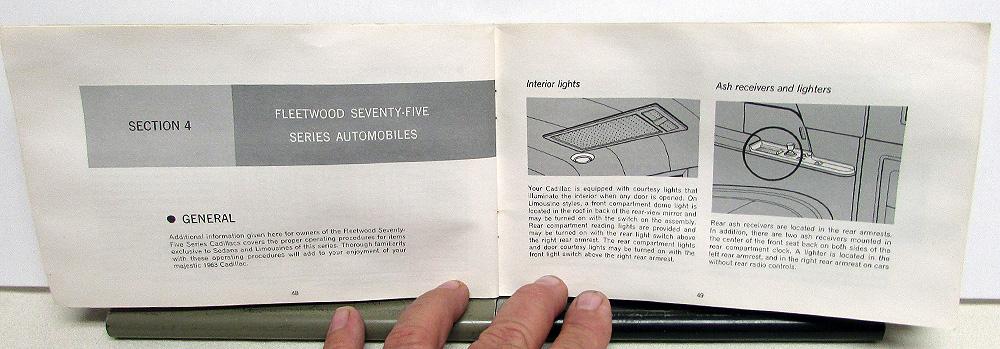 SECTION 4
FLEETWOOD SEVENTY-FIVE
SERIES AUTOMOBILES
● GENERAL
Additional information given here for owners of the Fleetwood Seventy-
Five Series Cadillacs covers the proper operating procedures for items
exclusive to Sedans and Limousines of this series. Thorough familiarity
with these operating procedures will add to your enjoyment of your
majestic 1963 Cadillac.
48
Interior lights
Your Cadillac is equipped with courtesy lights that
illuminate the interior when any door is opened. On
Limousine styles, a front compartment dome light is
located in the roof in back of the rear-view mirror and
may be turned on with the switch on the assembly.
Rear compartment reading lights are provided and
may be turned on with the rear light switch above
the right rear armrest. The rear compartment lights
and door courtesy lights may be turned on with the
front light switch above the right rear armrest.
Ash receivers and lighters
Rear ash receivers are located in the rear armrests.
In addition, there are two ash receivers mounted in
the center of the front seat back on both sides of the
rear compartment clock. A lighter is located in the
left rear armrest, and in the right rear armrest on cars
without rear radio controls.
49